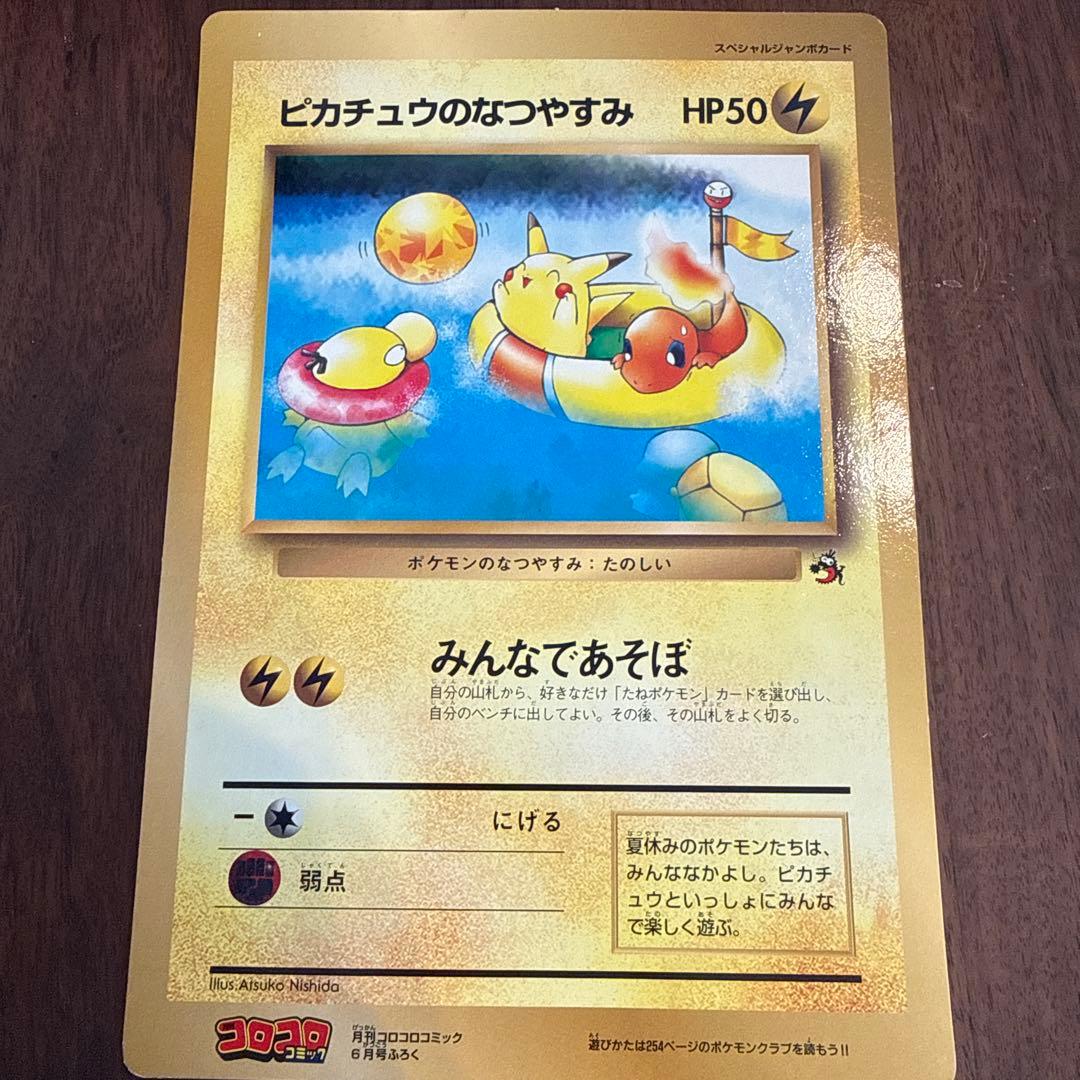 スペシャルジャンボカード
ピカチュウのなつやすみ HP50
ポケモンのなつやすみ：たのしい
みんなであそぼ
自分の山札から、好きなだけ「たねポケモン」カードを選び出し、
自分のベンチに出してよい。その後、その山札をよく切る。
にげる
弱点
夏休みのポケモンたちは、
みんななかよし。ピカチ
ュウといっしょにみんな
で楽しく遊ぶ。
Illus.Atsuko Nishida
コロコロ
コミック
月刊コロコロコミック
6月号ふろく
遊びかたは254ページのポケモンクラブを読もう!!